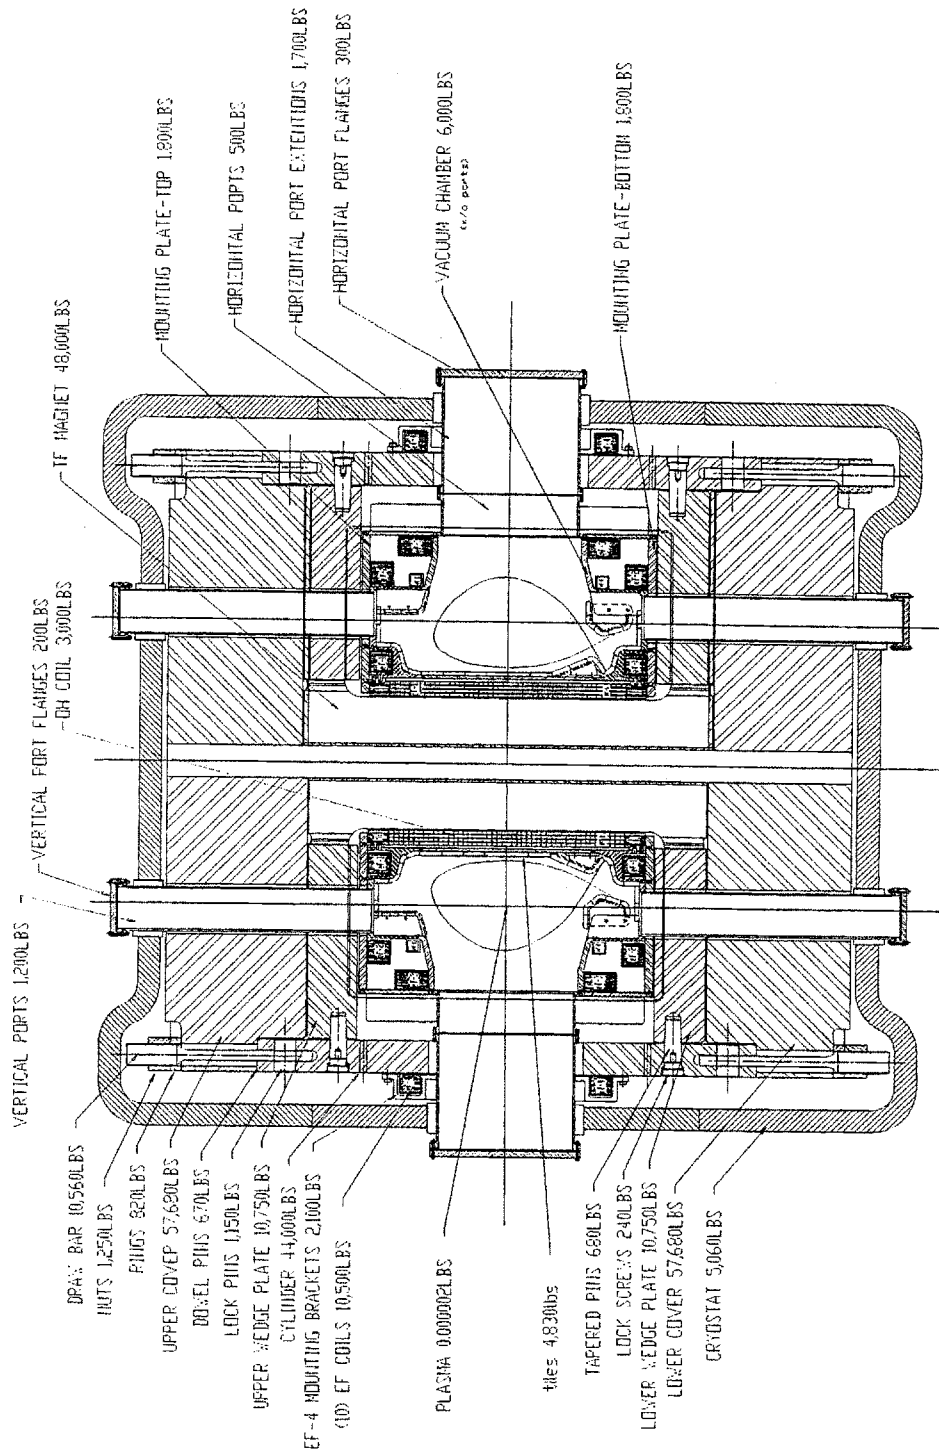 VERTICAL PORTS 1,200LBS
VERTICAL PORT FLANGES 200LBS
OH COIL 3,000LBS
TF MAGNET 48,000LBS
MOUNTING PLATE-TOP 1,800LBS
HORIZONTAL PORTS 500LBS
HORIZONTAL PORT EXTENTIONS 1,700LBS
HORIZONTAL PORT FLANGES 300LBS
VACUUM CHAMBER 6,000LBS
(w/o ports)
MOUNTING PLATE-BOTTOM 1,800LBS
DRAW BAR 10,560LBS
NUTS 1,250LBS
RINGS 820LBS
UPPER COVER 57,680LBS
DOWEL PINS 670LBS
LOCK PINS 1,150LBS
UPPER WEDGE PLATE 10,750LBS
CYLINDER 44,000LBS
EF-4 MOUNTING BRACKETS 2,100LBS
(10) EF COILS 10,500LBS
PLASMA 0.000002LBS
tiles 4,830lbs
TAPERED PINS 680LBS
LOCK SCREWS 240LBS
LOWER WEDGE PLATE 10,750LBS
LOWER COVER 57,680LBS
CRYOSTAT 5,060LBS